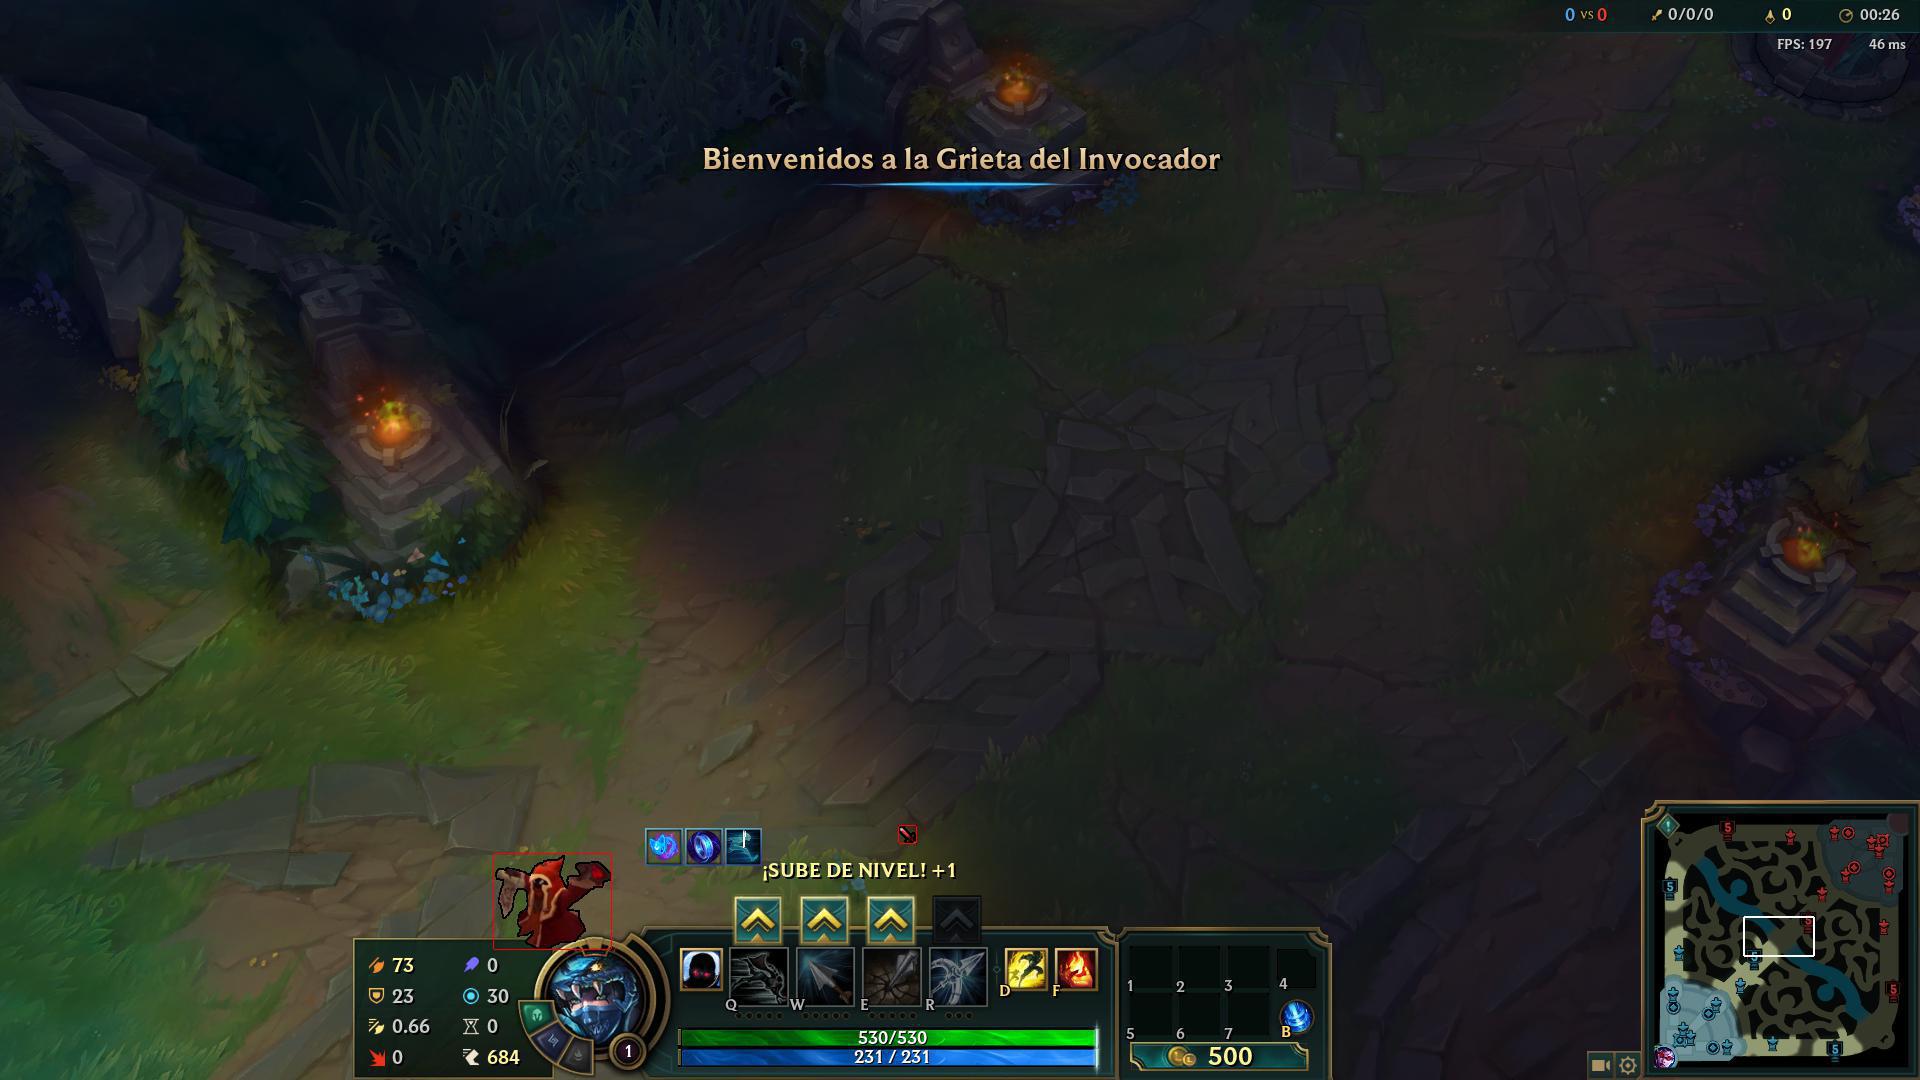 0 vs 0 0/0/0 0 00:26
FPS: 197 46 ms
Bienvenidos a la Grieta del Invocador
¡SUBE DE NIVEL! +1
73 0
23 30
0.66 0
0 684
1
Q W E R D F
530/530
231 / 231
1 2 3 4
5 6 7 B
500
5
5
5
5
5
5